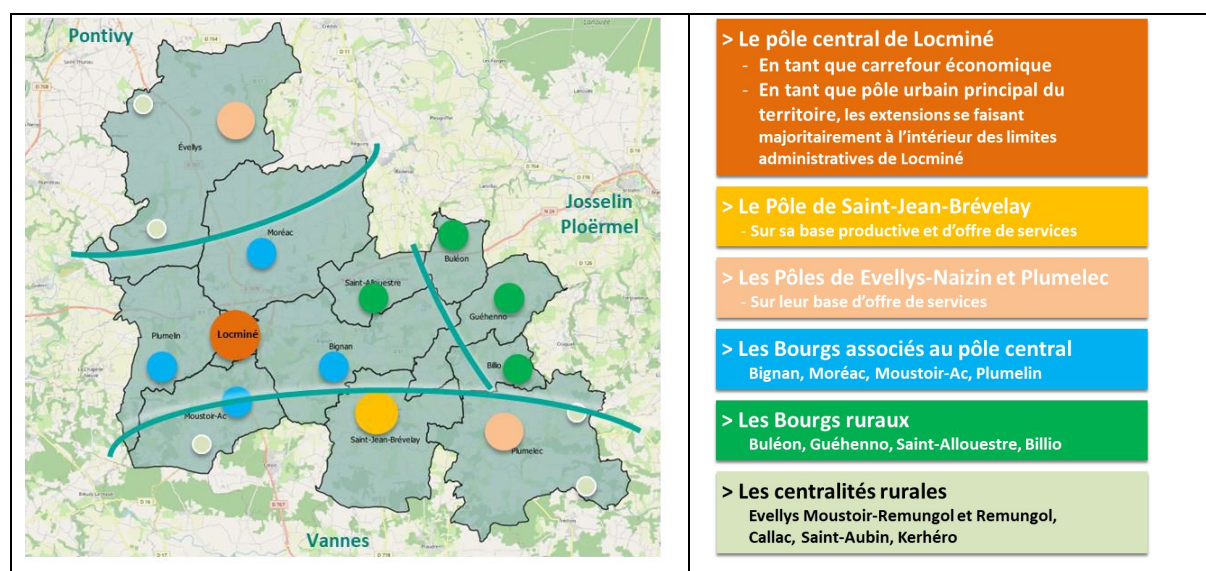 Pontivy
Évellys
Josselin
Ploërmel
Moréac
Buléon
Saint-Allouestre
Guéhenno
Plumelin
Locminé
Bignan
Billio
Moustoir-Ac
Saint-Jean-Brévelay
Plumelec
Vannes
> Le pôle central de Locminé
- En tant que carrefour économique
- En tant que pôle urbain principal du
territoire, les extensions se faisant
majoritairement à l’intérieur des limites
administratives de Locminé
> Le Pôle de Saint-Jean-Brévelay
- Sur sa base productive et d’offre de services
> Les Pôles de Evellys-Naizin et Plumelec
- Sur leur base d’offre de services
> Les Bourgs associés au pôle central
Bignan, Moréac, Moustoir-Ac, Plumelin
> Les Bourgs ruraux
Buléon, Guéhenno, Saint-Allouestre, Billio
> Les centralités rurales
Evellys Moustoir-Remungol et Remungol,
Callac, Saint-Aubin, Kerhéro